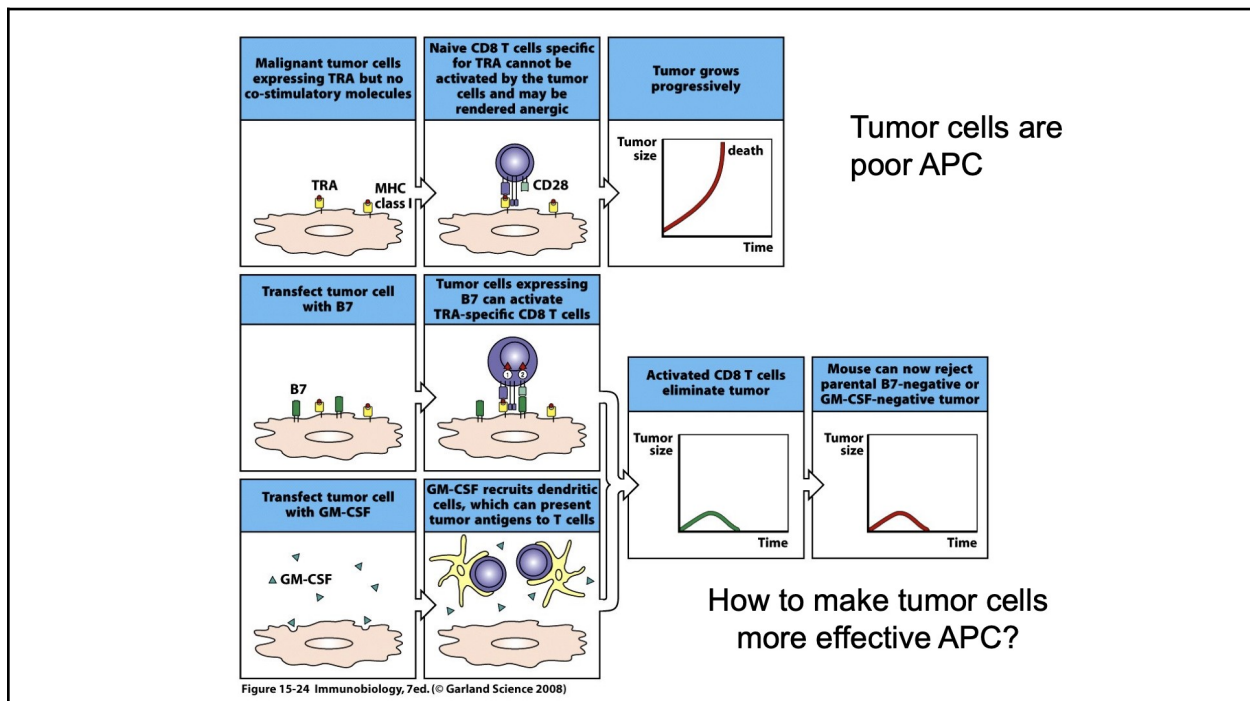 Malignant tumor cells
expressing TRA but no
co-stimulatory molecules
TRA
MHC
class I
Naive CD8 T cells specific
for TRA cannot be
activated by the tumor
cells and may be
rendered anergic
CD28
Tumor grows
progressively
Tumor
size
death
Time
Tumor cells are
poor APC
Transfect tumor cell
with B7
B7
Tumor cells expressing
B7 can activate
TRA-specific CD8 T cells
1 2
Transfect tumor cell
with GM-CSF
GM-CSF
GM-CSF recruits dendritic
cells, which can present
tumor antigens to T cells
Activated CD8 T cells
eliminate tumor
Tumor
size
Time
Mouse can now reject
parental B7-negative or
GM-CSF-negative tumor
Tumor
size
Time
How to make tumor cells
more effective APC?
Figure 15-24 Immunobiology, 7ed. (© Garland Science 2008)